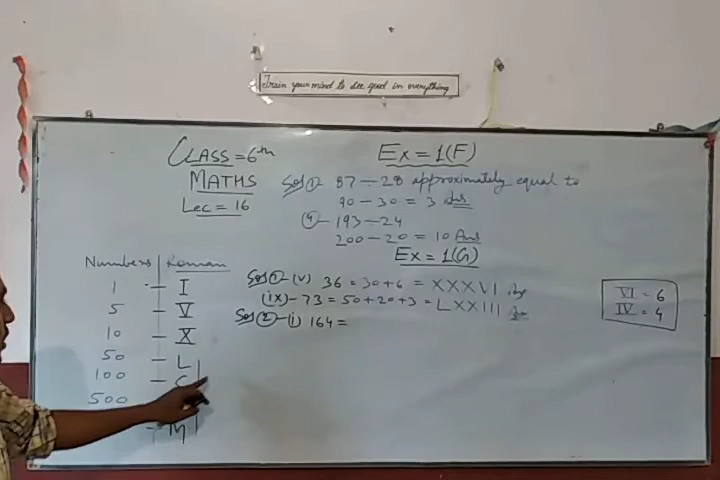 Train your mind to see good in everything
CLASS = 6th
MATHS
Lec = 16
Ex = 1(F)
Sol ① 87 ÷ 28 approximately equal to
90 ÷ 30 = 3 Ans
④ - 193 ÷ 24
200 ÷ 20 = 10 Ans
Ex = 1(G)
Sol ① - (v) 36 = 30+6 = XXXVI Ans
(ix) - 73 = 50+20+3 = LXXIII Ans
Sol ② - (i) 164 =
Numbers Roman
1 - I
5 - V
10 - X
50 - L
100 - C
500
- M
VI = 6
IV = 4